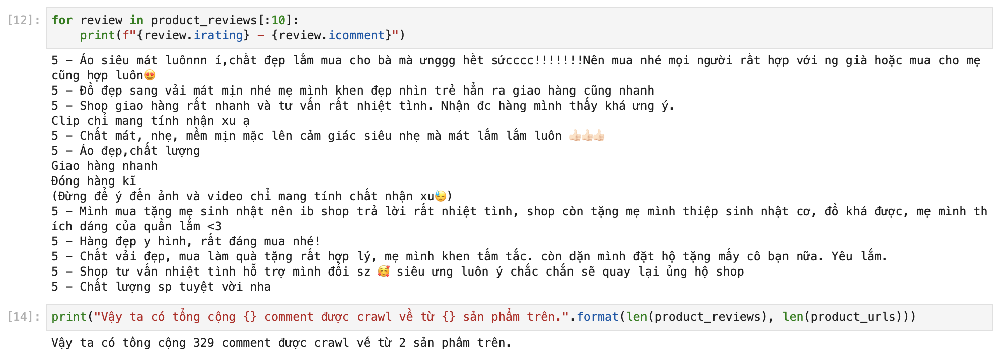 [12]: for review in product_reviews[:10]:
    print(f"{review.irating} – {review.icomment}")
5 – Áo siêu mát luônnn í,chất đẹp lắm mua cho bà mà ưnggg hết sứcccc!!!!!!!Nên mua nhé mọi người rất hợp với ng già hoặc mua cho mẹ
cũng hợp luôn😍
5 – Đồ đẹp sang vải mát mịn nhé mẹ mình khen đẹp nhìn trẻ hẳn ra giao hàng cũng nhanh
5 – Shop giao hàng rất nhanh và tư vấn rất nhiệt tình. Nhận đc hàng mình thấy khá ưng ý.
Clip chỉ mang tính nhận xu ạ
5 – Chất mát, nhẹ, mềm mịn mặc lên cảm giác siêu nhẹ mà mát lắm lắm luôn 👍🏻👍🏻👍🏻
5 – Áo đẹp,chất lượng
Giao hàng nhanh
Đóng hàng kĩ
(Đừng để ý đến ảnh và video chỉ mang tính chất nhận xu😓)
5 – Mình mua tặng mẹ sinh nhật nên ib shop trả lời rất nhiệt tình, shop còn tặng mẹ mình thiệp sinh nhật cơ, đồ khá được, mẹ mình th
ích dáng của quần lắm <3
5 – Hàng đẹp y hình, rất đáng mua nhé!
5 – Chất vải đẹp, mua làm quà tặng rất hợp lý, mẹ mình khen tấm tắc. còn dặn mình đặt hộ tặng mấy cô bạn nữa. Yêu lắm.
5 – Shop tư vấn nhiệt tình hỗ trợ mình đổi sz 🥰 siêu ưng luôn ý chắc chắn sẽ quay lại ủng hộ shop
5 – Chất lượng sp tuyệt vời nha
[14]: print("Vậy ta có tổng cộng {} comment được crawl về từ {} sản phẩm trên.".format(len(product_reviews), len(product_urls)))
Vậy ta có tổng cộng 329 comment được crawl về từ 2 sản phẩm trên.